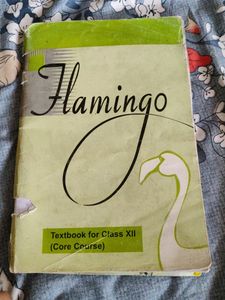 Flamingo
Textbook for Class XII
(Core Course)